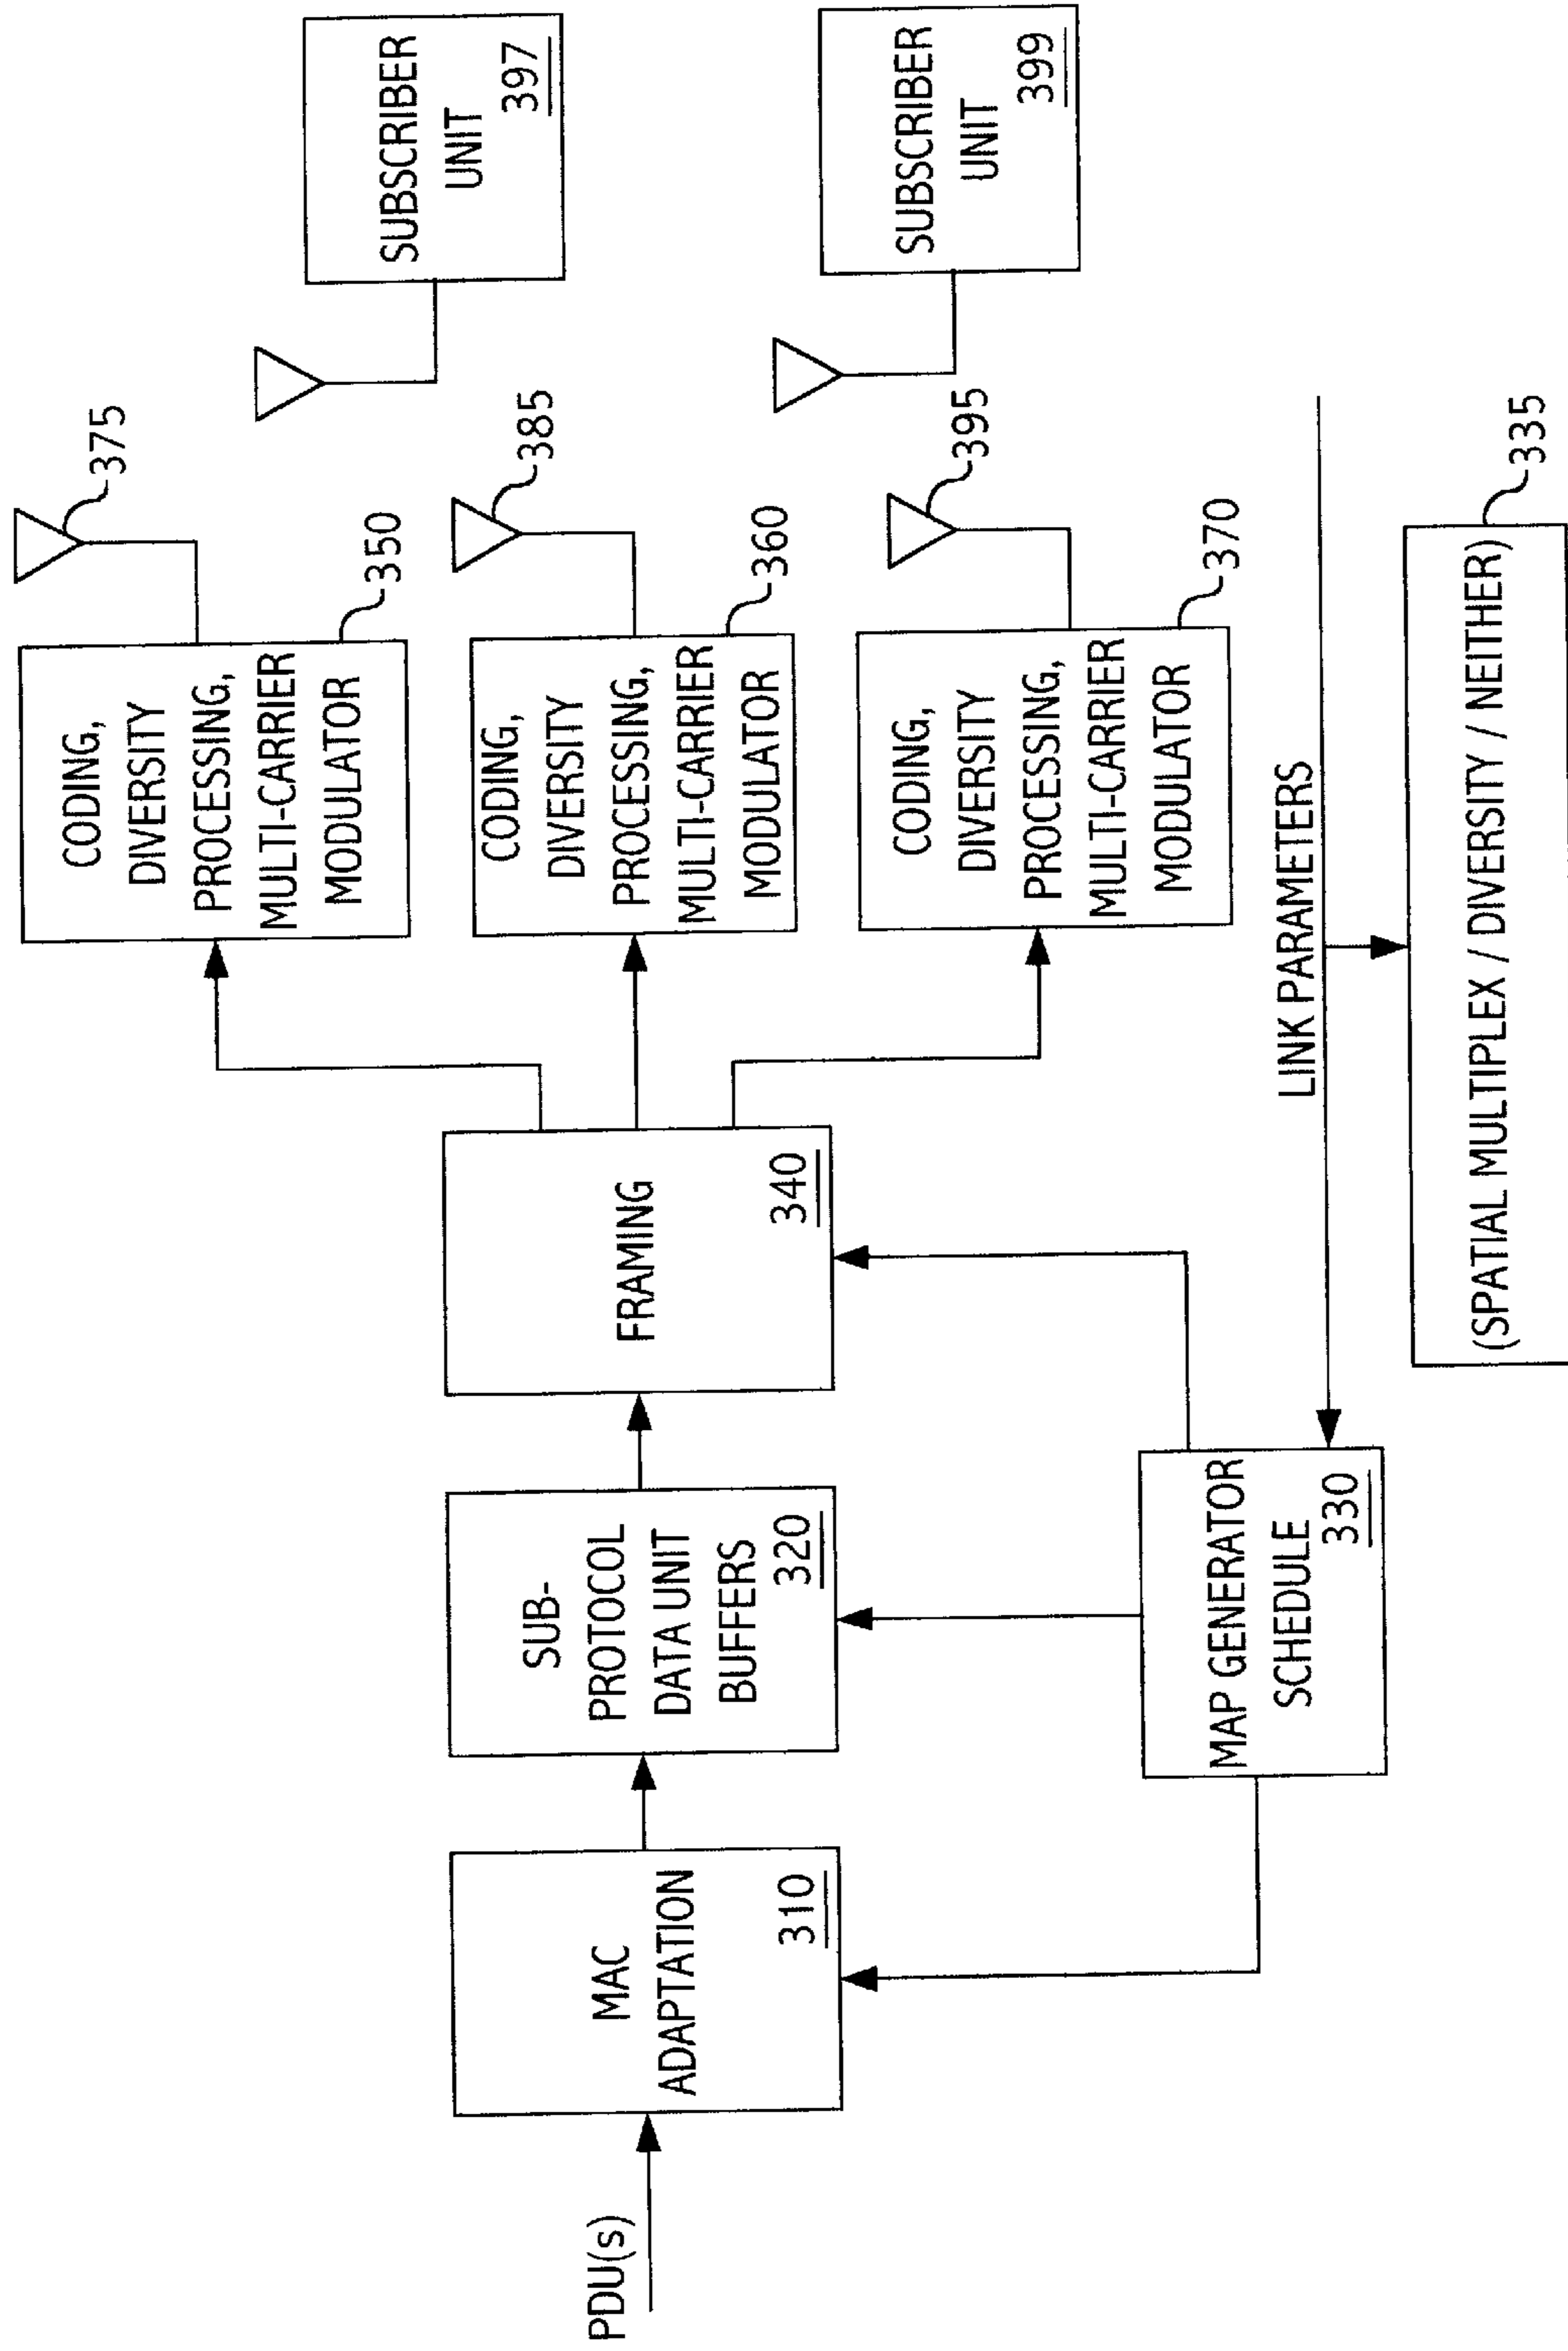 PDU(s)
MAC
ADAPTATION
310
SUB-
PROTOCOL
DATA UNIT
BUFFERS
320
FRAMING
340
MAP GENERATOR
SCHEDULE
330
CODING,
DIVERSITY
PROCESSING,
MULTI-CARRIER
MODULATOR
350
375
CODING,
DIVERSITY
PROCESSING,
MULTI-CARRIER
MODULATOR
360
385
CODING,
DIVERSITY
PROCESSING,
MULTI-CARRIER
MODULATOR
370
395
SUBSCRIBER
UNIT
397
SUBSCRIBER
UNIT
399
LINK PARAMETERS
(SPATIAL MULTIPLEX / DIVERSITY / NEITHER)
335